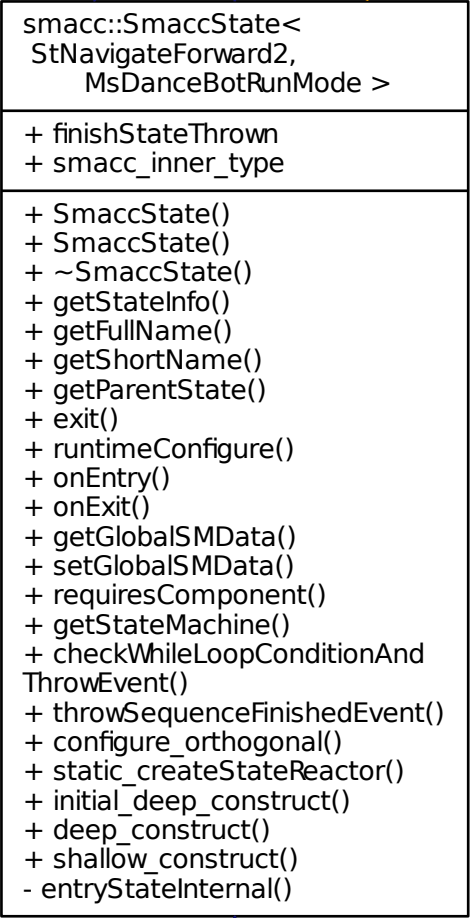 smacc::SmaccState<
StNavigateForward2,
MsDanceBotRunMode >
+ finishStateThrown
+ smacc_inner_type
+ SmaccState()
+ SmaccState()
+ ~SmaccState()
+ getStateInfo()
+ getFullName()
+ getShortName()
+ getParentState()
+ exit()
+ runtimeConfigure()
+ onEntry()
+ onExit()
+ getGlobalSMData()
+ setGlobalSMData()
+ requiresComponent()
+ getStateMachine()
+ checkWhileLoopConditionAnd
ThrowEvent()
+ throwSequenceFinishedEvent()
+ configure_orthogonal()
+ static_createStateReactor()
+ initial_deep_construct()
+ deep_construct()
+ shallow_construct()
- entryStateInternal()